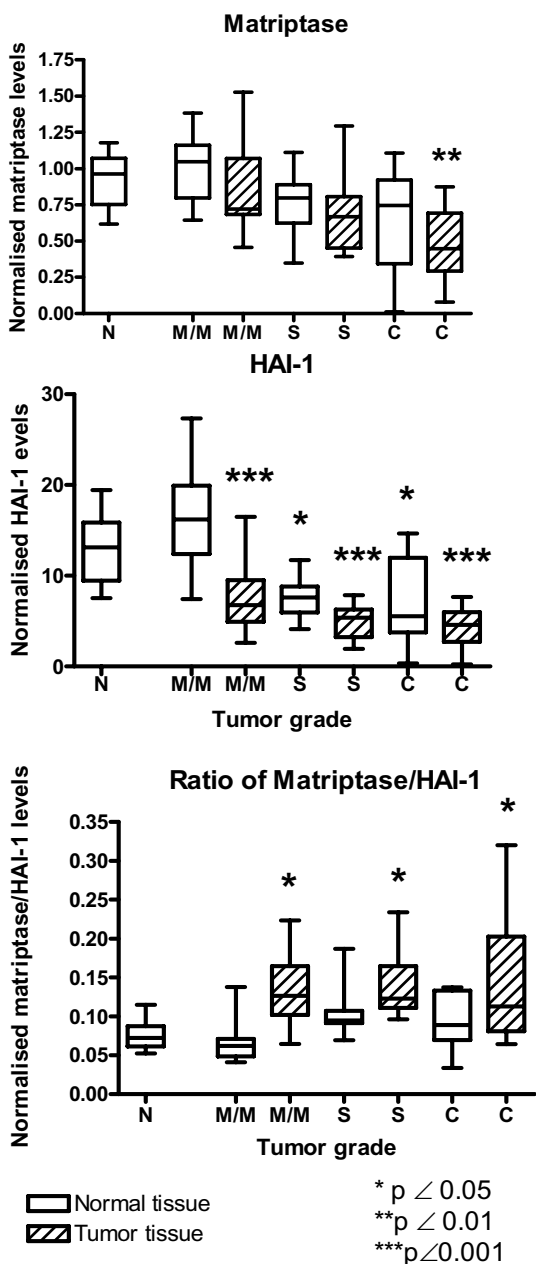 Matriptase
Normalised matriptase levels
1.75
1.50
1.25
1.00
0.75
0.50
0.25
0.00
**
N M/M M/M S S C C
HAI-1
Normalised HAI-1 evels
30
20
10
0
*** * *** * ***
N M/M M/M S S C C
Tumor grade
Ratio of Matriptase/HAI-1
Normalised matriptase/HAI-1 levels
0.35
0.30
0.25
0.20
0.15
0.10
0.05
0.00
* * *
N M/M M/M S S C C
Tumor grade
Normal tissue
Tumor tissue
* p ∠ 0.05
**p ∠ 0.01
***p∠0.001